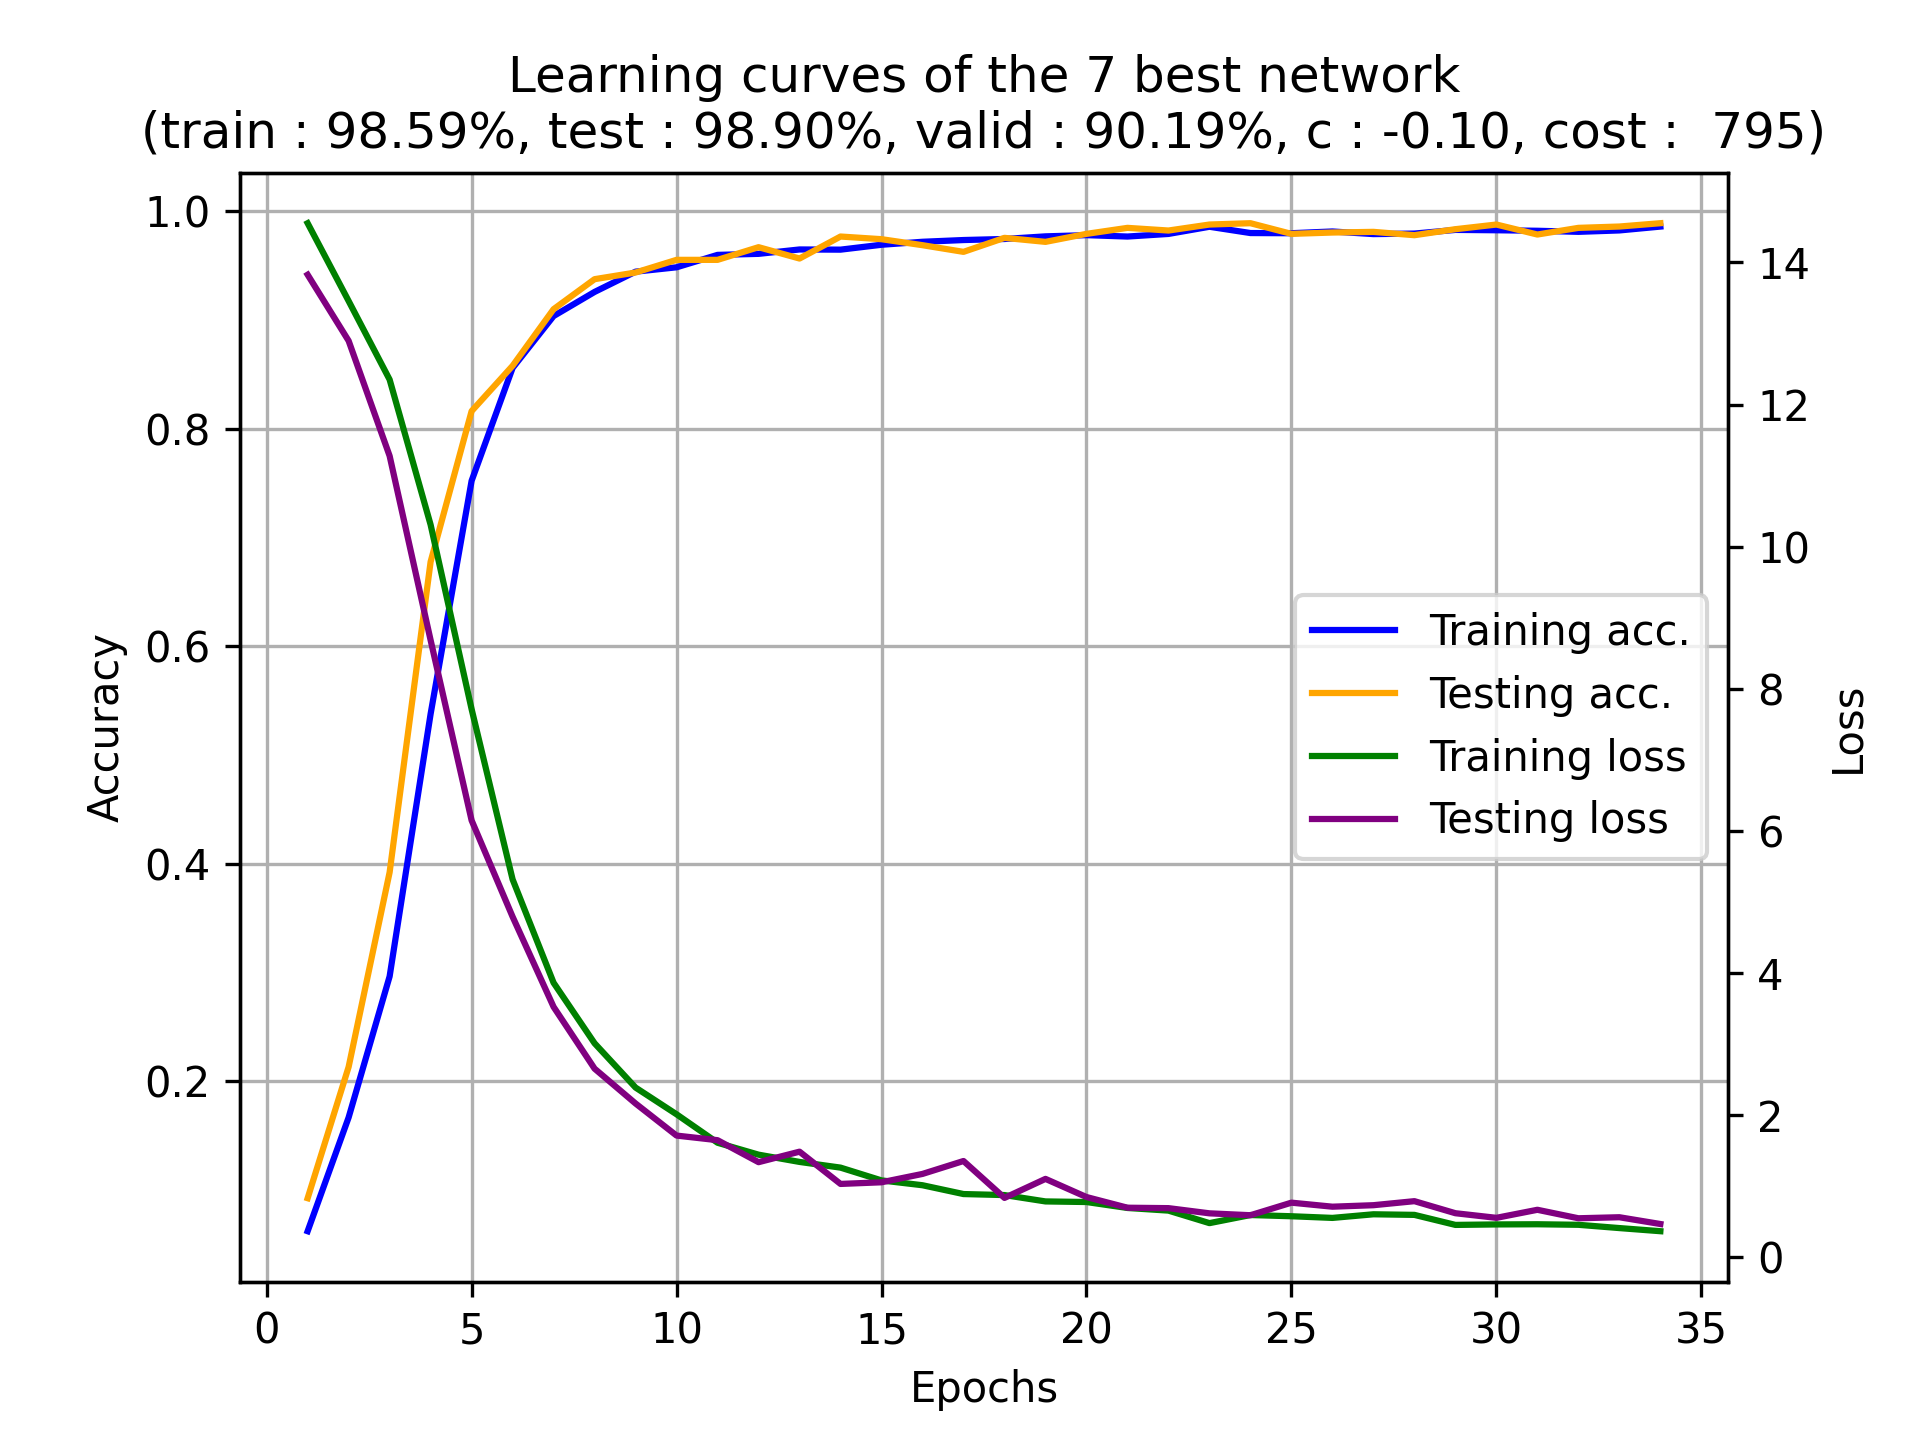 Learning curves of the 7 best network
(train : 98.59%, test : 98.90%, valid : 90.19%, c : -0.10, cost :  795)
1.0
0.8
0.6
0.4
0.2
Accuracy
14
12
10
8
6
4
2
0
Loss
Training acc.
Testing acc.
Training loss
Testing loss
0 5 10 15 20 25 30 35
Epochs